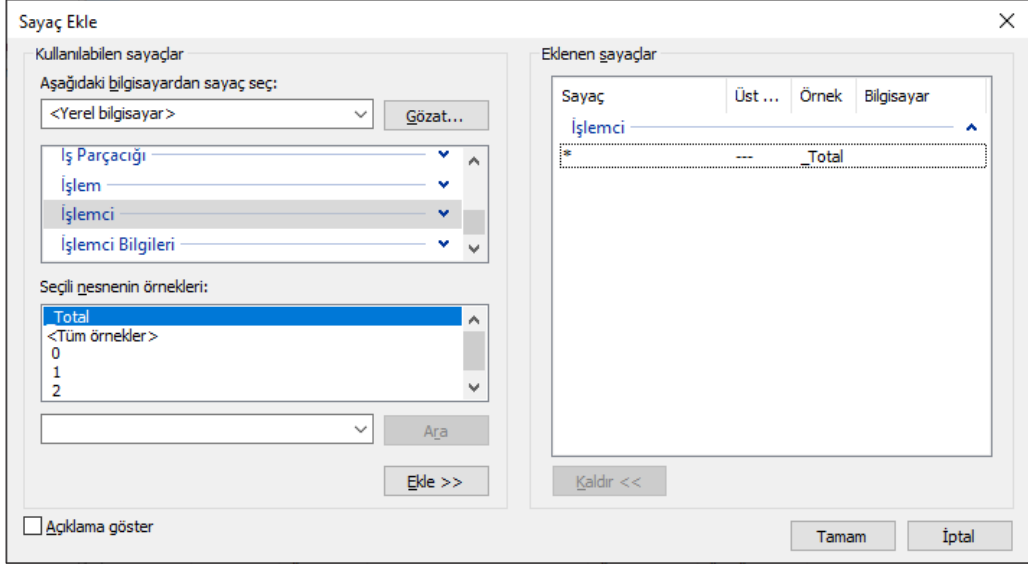 Sayaç Ekle
Kullanılabilen sayaçlar
Aşağıdaki bilgisayardan sayaç seç:
<Yerel bilgisayar>
Gözat...
İş Parçacığı
İşlem
İşlemci
İşlemci Bilgileri
Seçili nesnenin örnekleri:
_Total
<Tüm örnekler>
0
1
2
Ara
Ekle >>
Açıklama göster
Eklenen sayaçlar
Sayaç Üst ... Örnek Bilgisayar
İşlemci
* --- _Total
Kaldır <<
Tamam İptal